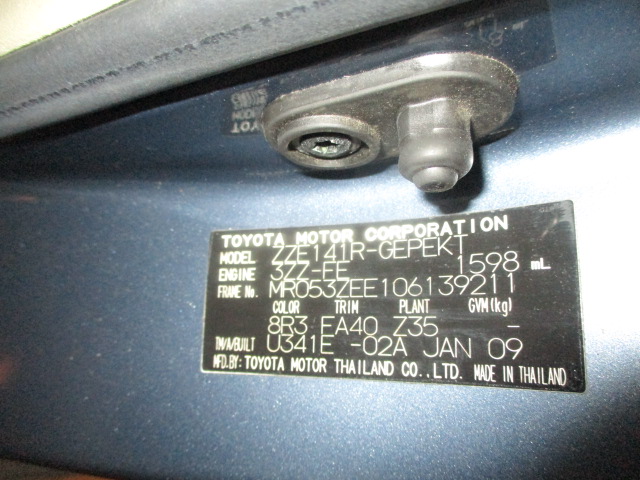 TOYOTA MOTOR CORPORATION
MODEL ZZE141R-GEPEKT
ENGINE 3ZZ-FE 1598 mL
FRAME No. MR053ZEE106139211
COLOR TRIM PLANT GVM(kg)
8R3 EA40 Z35 -
T/M/A/BUILT U341E -02A JAN 09
MFD.BY: TOYOTA MOTOR THAILAND CO.,LTD. MADE IN THAILAND